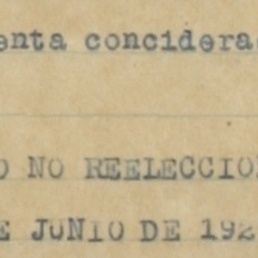 enta concidera
O NO REELECCIO
E JUNIO DE 192